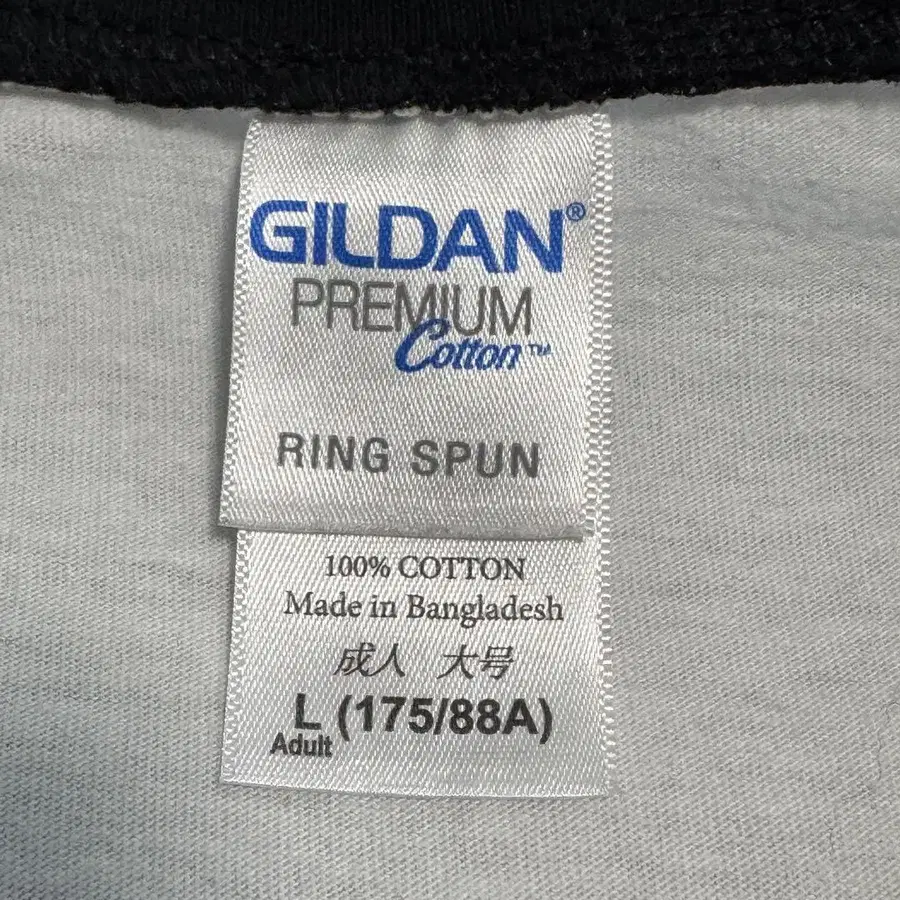 GILDAN®
PREMIUM
Cotton™
RING SPUN
100% COTTON
Made in Bangladesh
成人 大号
L (175/88A)
Adult